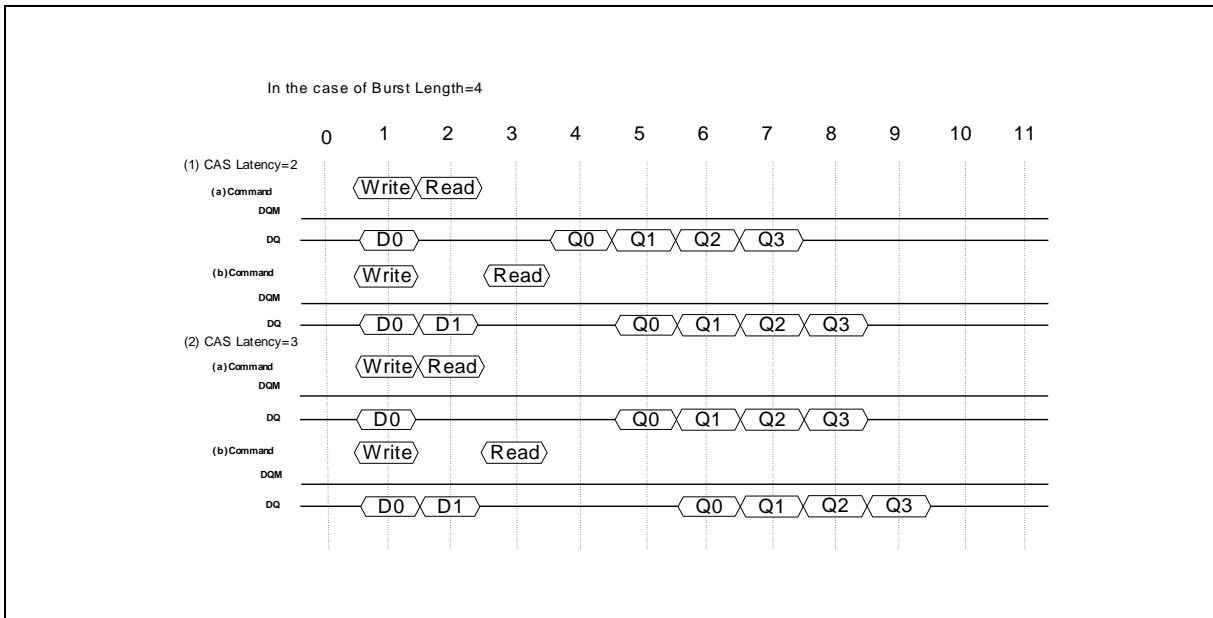 In the case of Burst Length=4
0 1 2 3 4 5 6 7 8 9 10 11
(1) CAS Latency=2
(a)Command Write Read
DQM
DQ D0 Q0 Q1 Q2 Q3
(b)Command Write Read
DQM
DQ D0 D1 Q0 Q1 Q2 Q3
(2) CAS Latency=3
(a)Command Write Read
DQM
DQ D0 Q0 Q1 Q2 Q3
(b)Command Write Read
DQM
DQ D0 D1 Q0 Q1 Q2 Q3